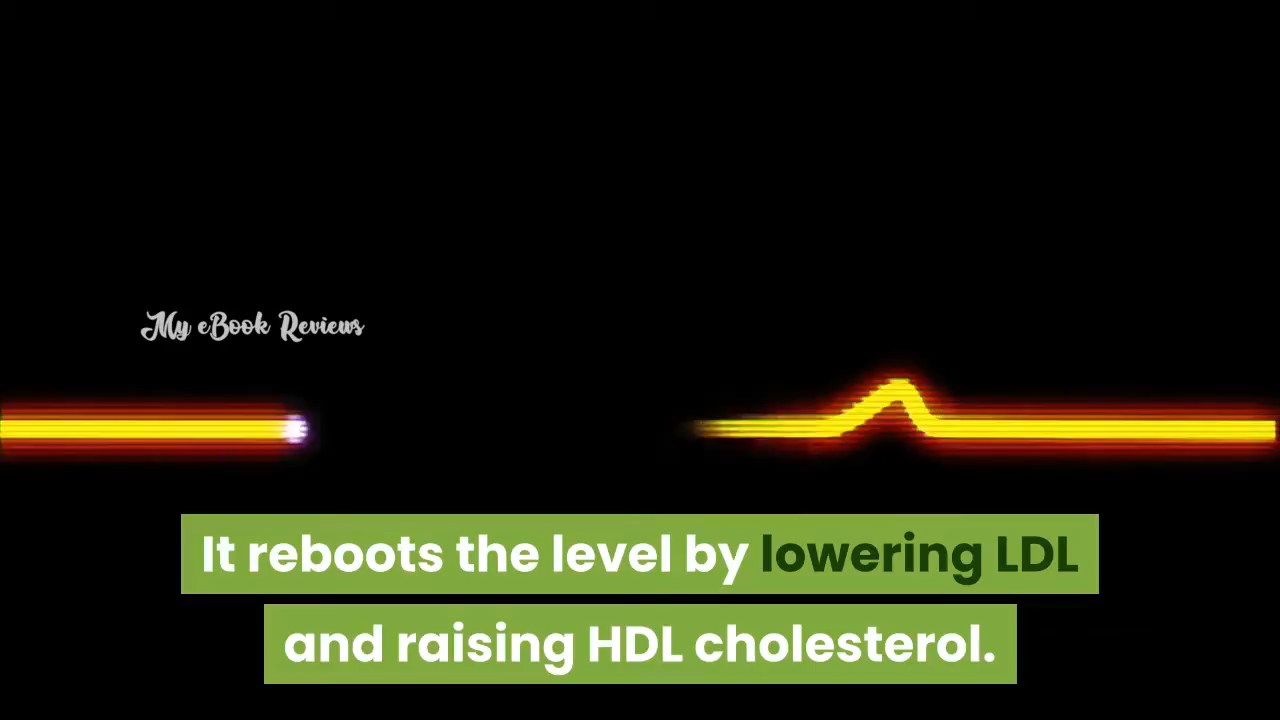 My eBook Reviews
It reboots the level by lowering LDL
and raising HDL cholesterol.